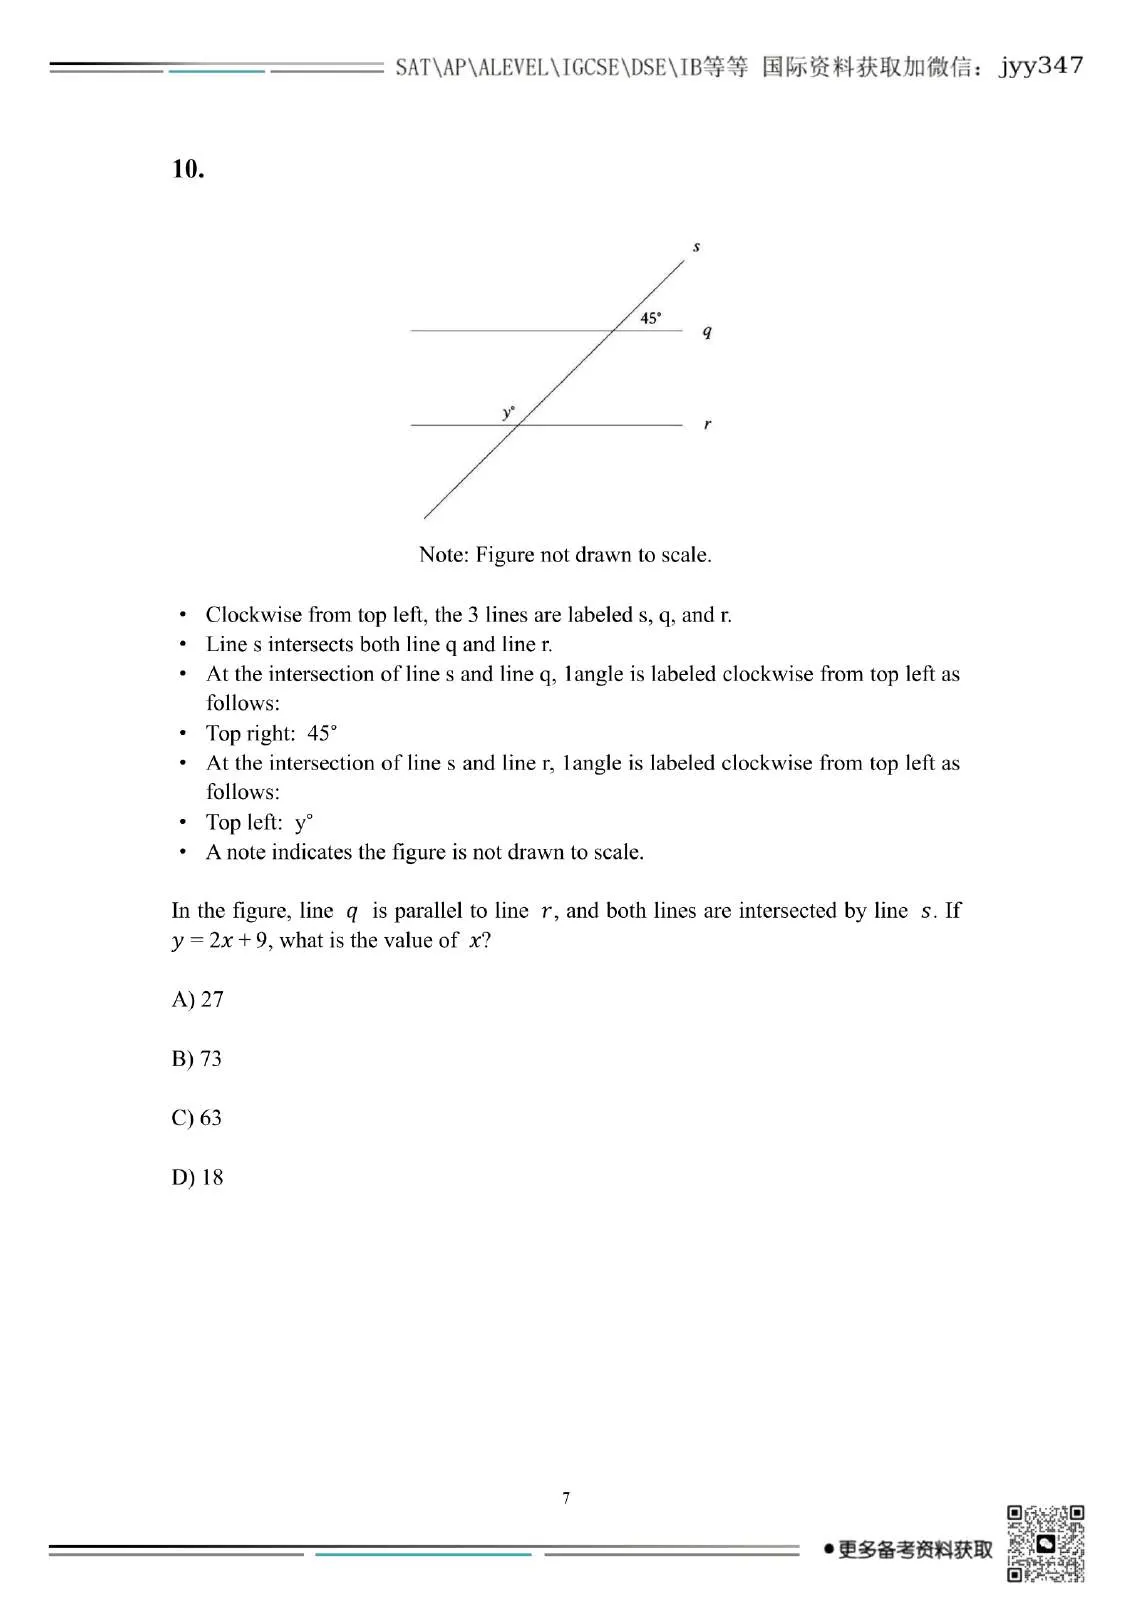 SAT\AP\ALEVEL\IGCSE\DSE\IB等等 国际资料获取加微信： jyy347
10.
s
45°
q
y°
r
Note: Figure not drawn to scale.
• Clockwise from top left, the 3 lines are labeled s, q, and r.
• Line s intersects both line q and line r.
• At the intersection of line s and line q, 1angle is labeled clockwise from top left as
follows:
• Top right: 45°
• At the intersection of line s and line r, 1angle is labeled clockwise from top left as
follows:
• Top left: y°
• A note indicates the figure is not drawn to scale.
In the figure, line q is parallel to line r, and both lines are intersected by line s. If
y = 2x + 9, what is the value of x?
A) 27
B) 73
C) 63
D) 18
7
•更多备考资料获取